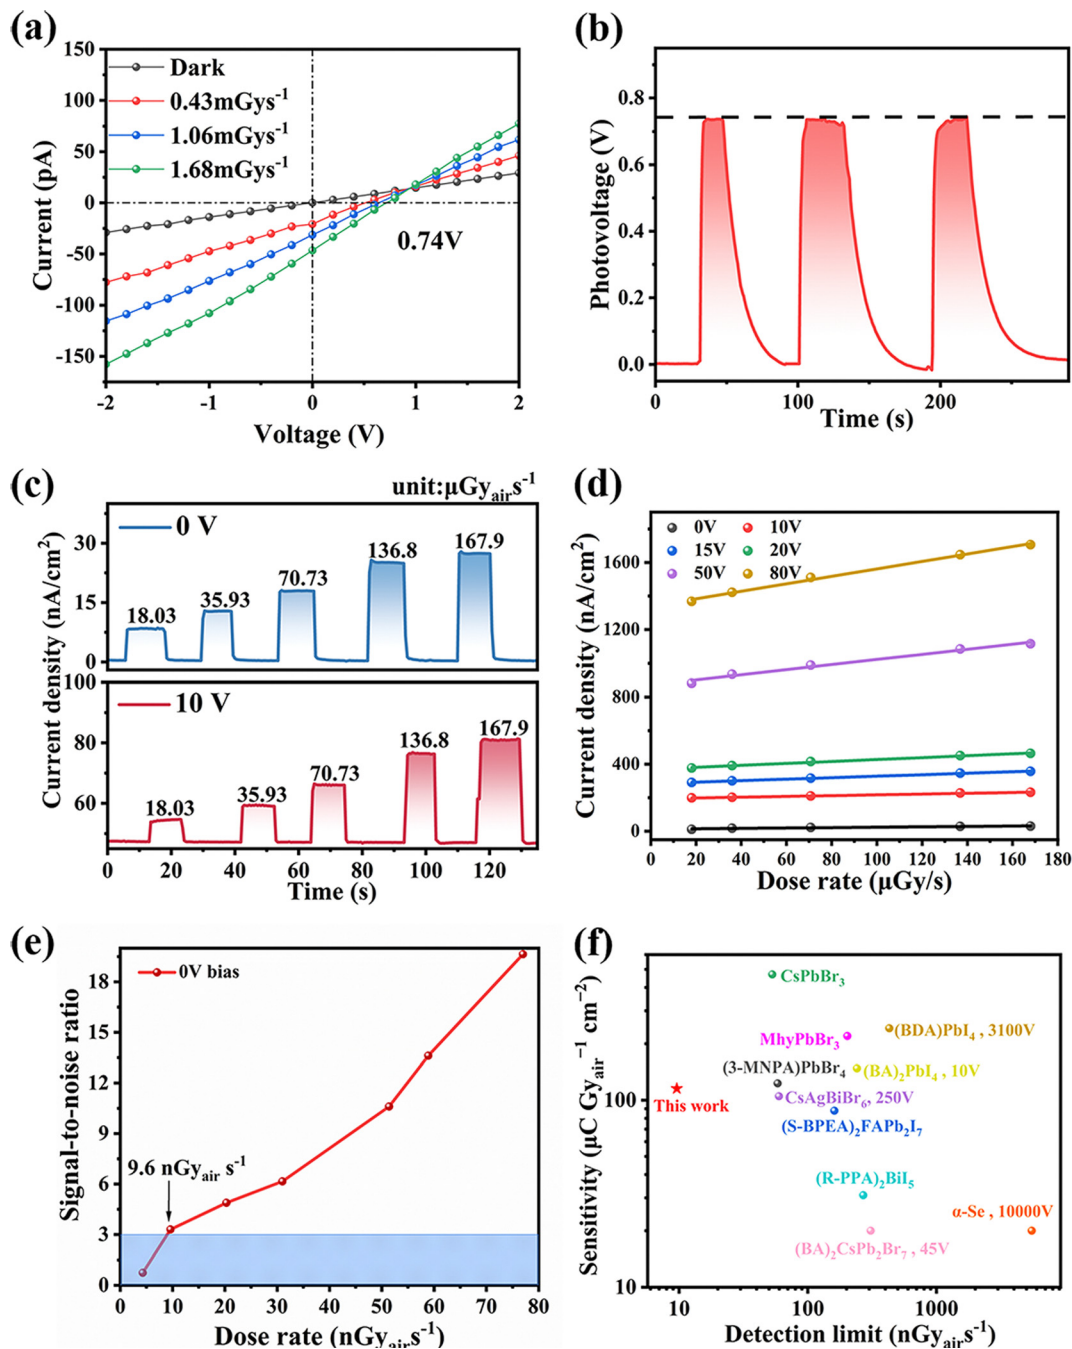 (a)
150
100
50
0
-50
-100
-150
-2
-1
0
1
2
Current (pA)
Voltage (V)
Dark
0.43mGys⁻¹
1.06mGys⁻¹
1.68mGys⁻¹
0.74V
(b)
0.8
0.6
0.4
0.2
0.0
0
100
200
Photovoltage (V)
Time (s)
(c)
unit:μGyₐᵢᵣs⁻¹
0 V
30
15
0
18.03
35.93
70.73
136.8
167.9
10 V
100
80
60
18.03
35.93
70.73
136.8
167.9
0
20
40
60
80
100
120
Current density (nA/cm²)
Time (s)
(d)
0V
10V
15V
20V
50V
80V
1600
1200
800
400
0
0
20
40
60
80
100
120
140
160
180
Current density (nA/cm²)
Dose rate (μGy/s)
(e)
0V bias
18
15
12
9
6
3
0
0
10
20
30
40
50
60
70
80
9.6 nGyₐᵢᵣ s⁻¹
Signal-to-noise ratio
Dose rate (nGyₐᵢᵣs⁻¹)
(f)
CsPbBr₃
(BDA)PbI₄ , 3100V
MhyPbBr₃
(3-MNPA)PbBr₄
(BA)₂PbI₄ , 10V
CsAgBiBr₆, 250V
This work
(S-BPEA)₂FAPb₂I₇
(R-PPA)₂BiI₅
α-Se , 10000V
(BA)₂CsPb₂Br₇ , 45V
100
10
10
100
1000
Sensitivity (μC Gyₐᵢᵣ⁻¹ cm⁻²)
Detection limit (nGyₐᵢᵣs⁻¹)